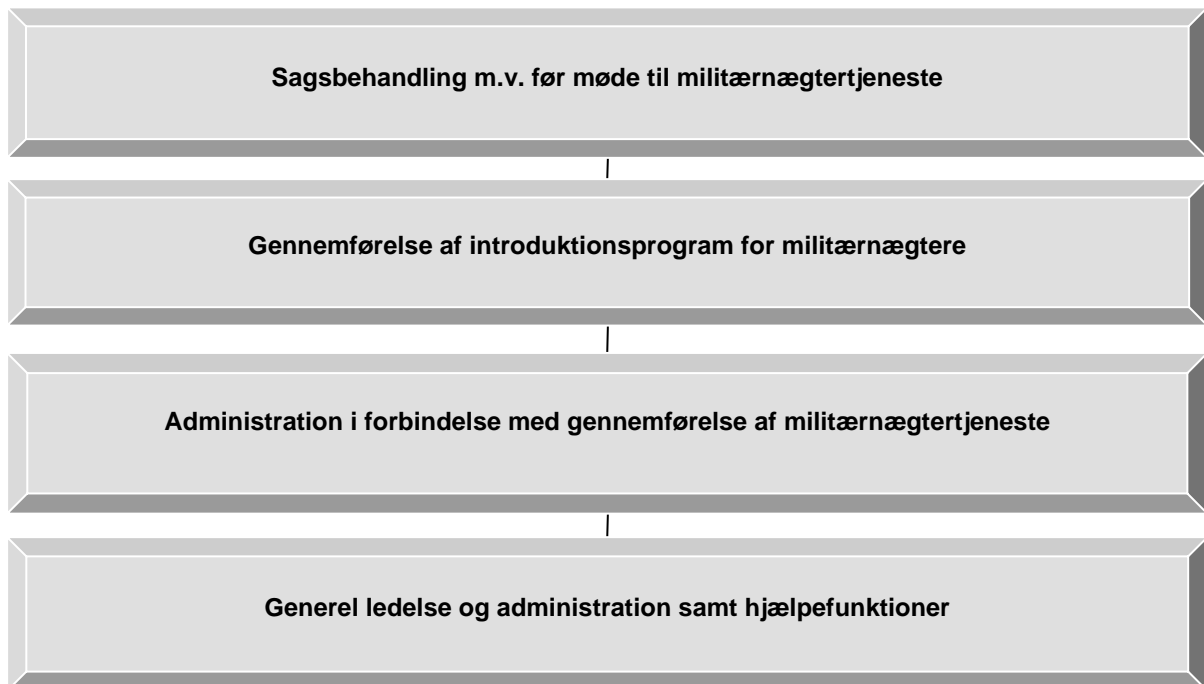 Sagsbehandling m.v. før møde til militærnægtertjeneste
Gennemførelse af introduktionsprogram for militærnægtere
Administration i forbindelse med gennemførelse af militærnægtertjeneste
Generel ledelse og administration samt hjælpefunktioner